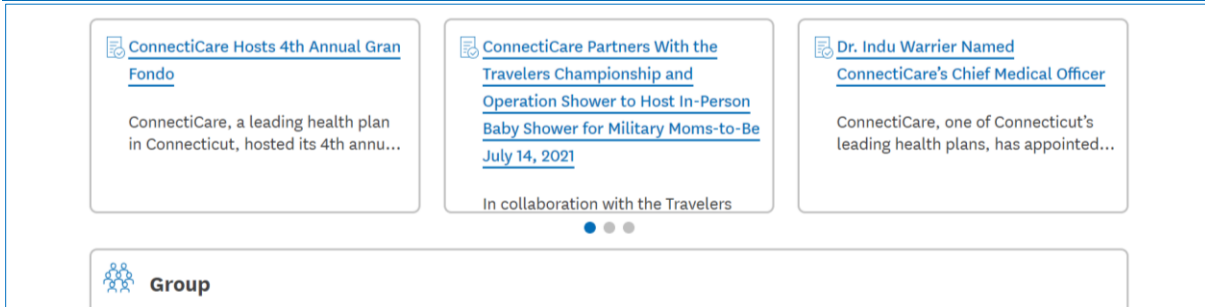 ConnectiCare Hosts 4th Annual Gran
Fondo
ConnectiCare, a leading health plan
in Connecticut, hosted its 4th annu...
ConnectiCare Partners With the
Travelers Championship and
Operation Shower to Host In-Person
Baby Shower for Military Moms-to-Be
July 14, 2021
In collaboration with the Travelers
Dr. Indu Warrier Named
ConnectiCare's Chief Medical Officer
ConnectiCare, one of Connecticut's
leading health plans, has appointed...
Group